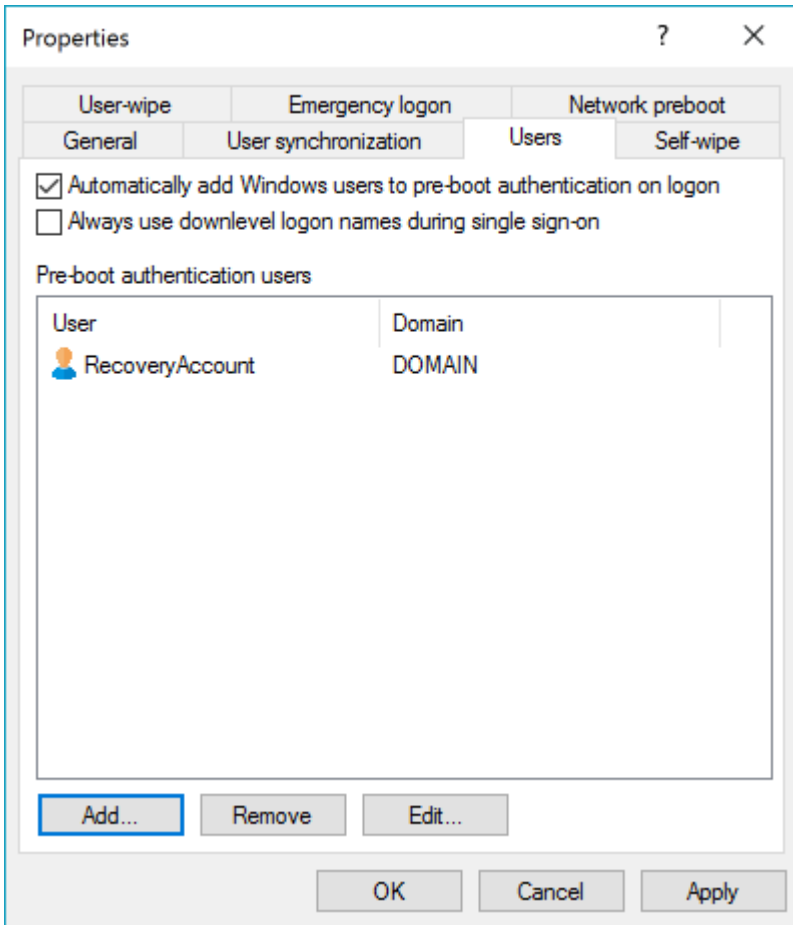 Properties ?
User-wipe Emergency logon Network preboot
General User synchronization Users Self-wipe
Automatically add Windows users to pre-boot authentication on logon
Always use downlevel logon names during single sign-on
Pre-boot authentication users
User Domain
RecoveryAccount DOMAIN
Add... Remove Edit...
OK Cancel Apply